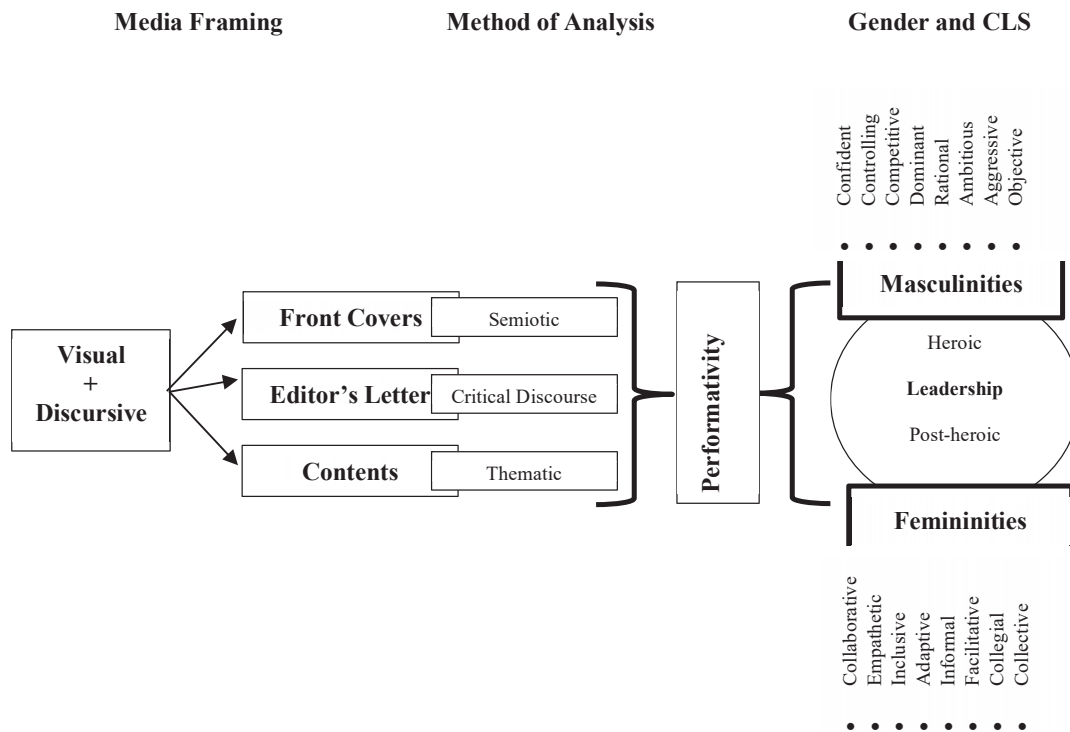 Media Framing
Method of Analysis
Gender and CLS
Confident
Controlling
Competitive
Dominant
Rational
Ambitious
Aggressive
Objective
Masculinities
Front Covers
Semiotic
Visual
+
Discursive
Editor's Letter
Critical Discourse
Contents
Thematic
Performativity
Heroic
Leadership
Post-heroic
Femininities
Collaborative
Empathetic
Inclusive
Adaptive
Informal
Facilitative
Collegial
Collective